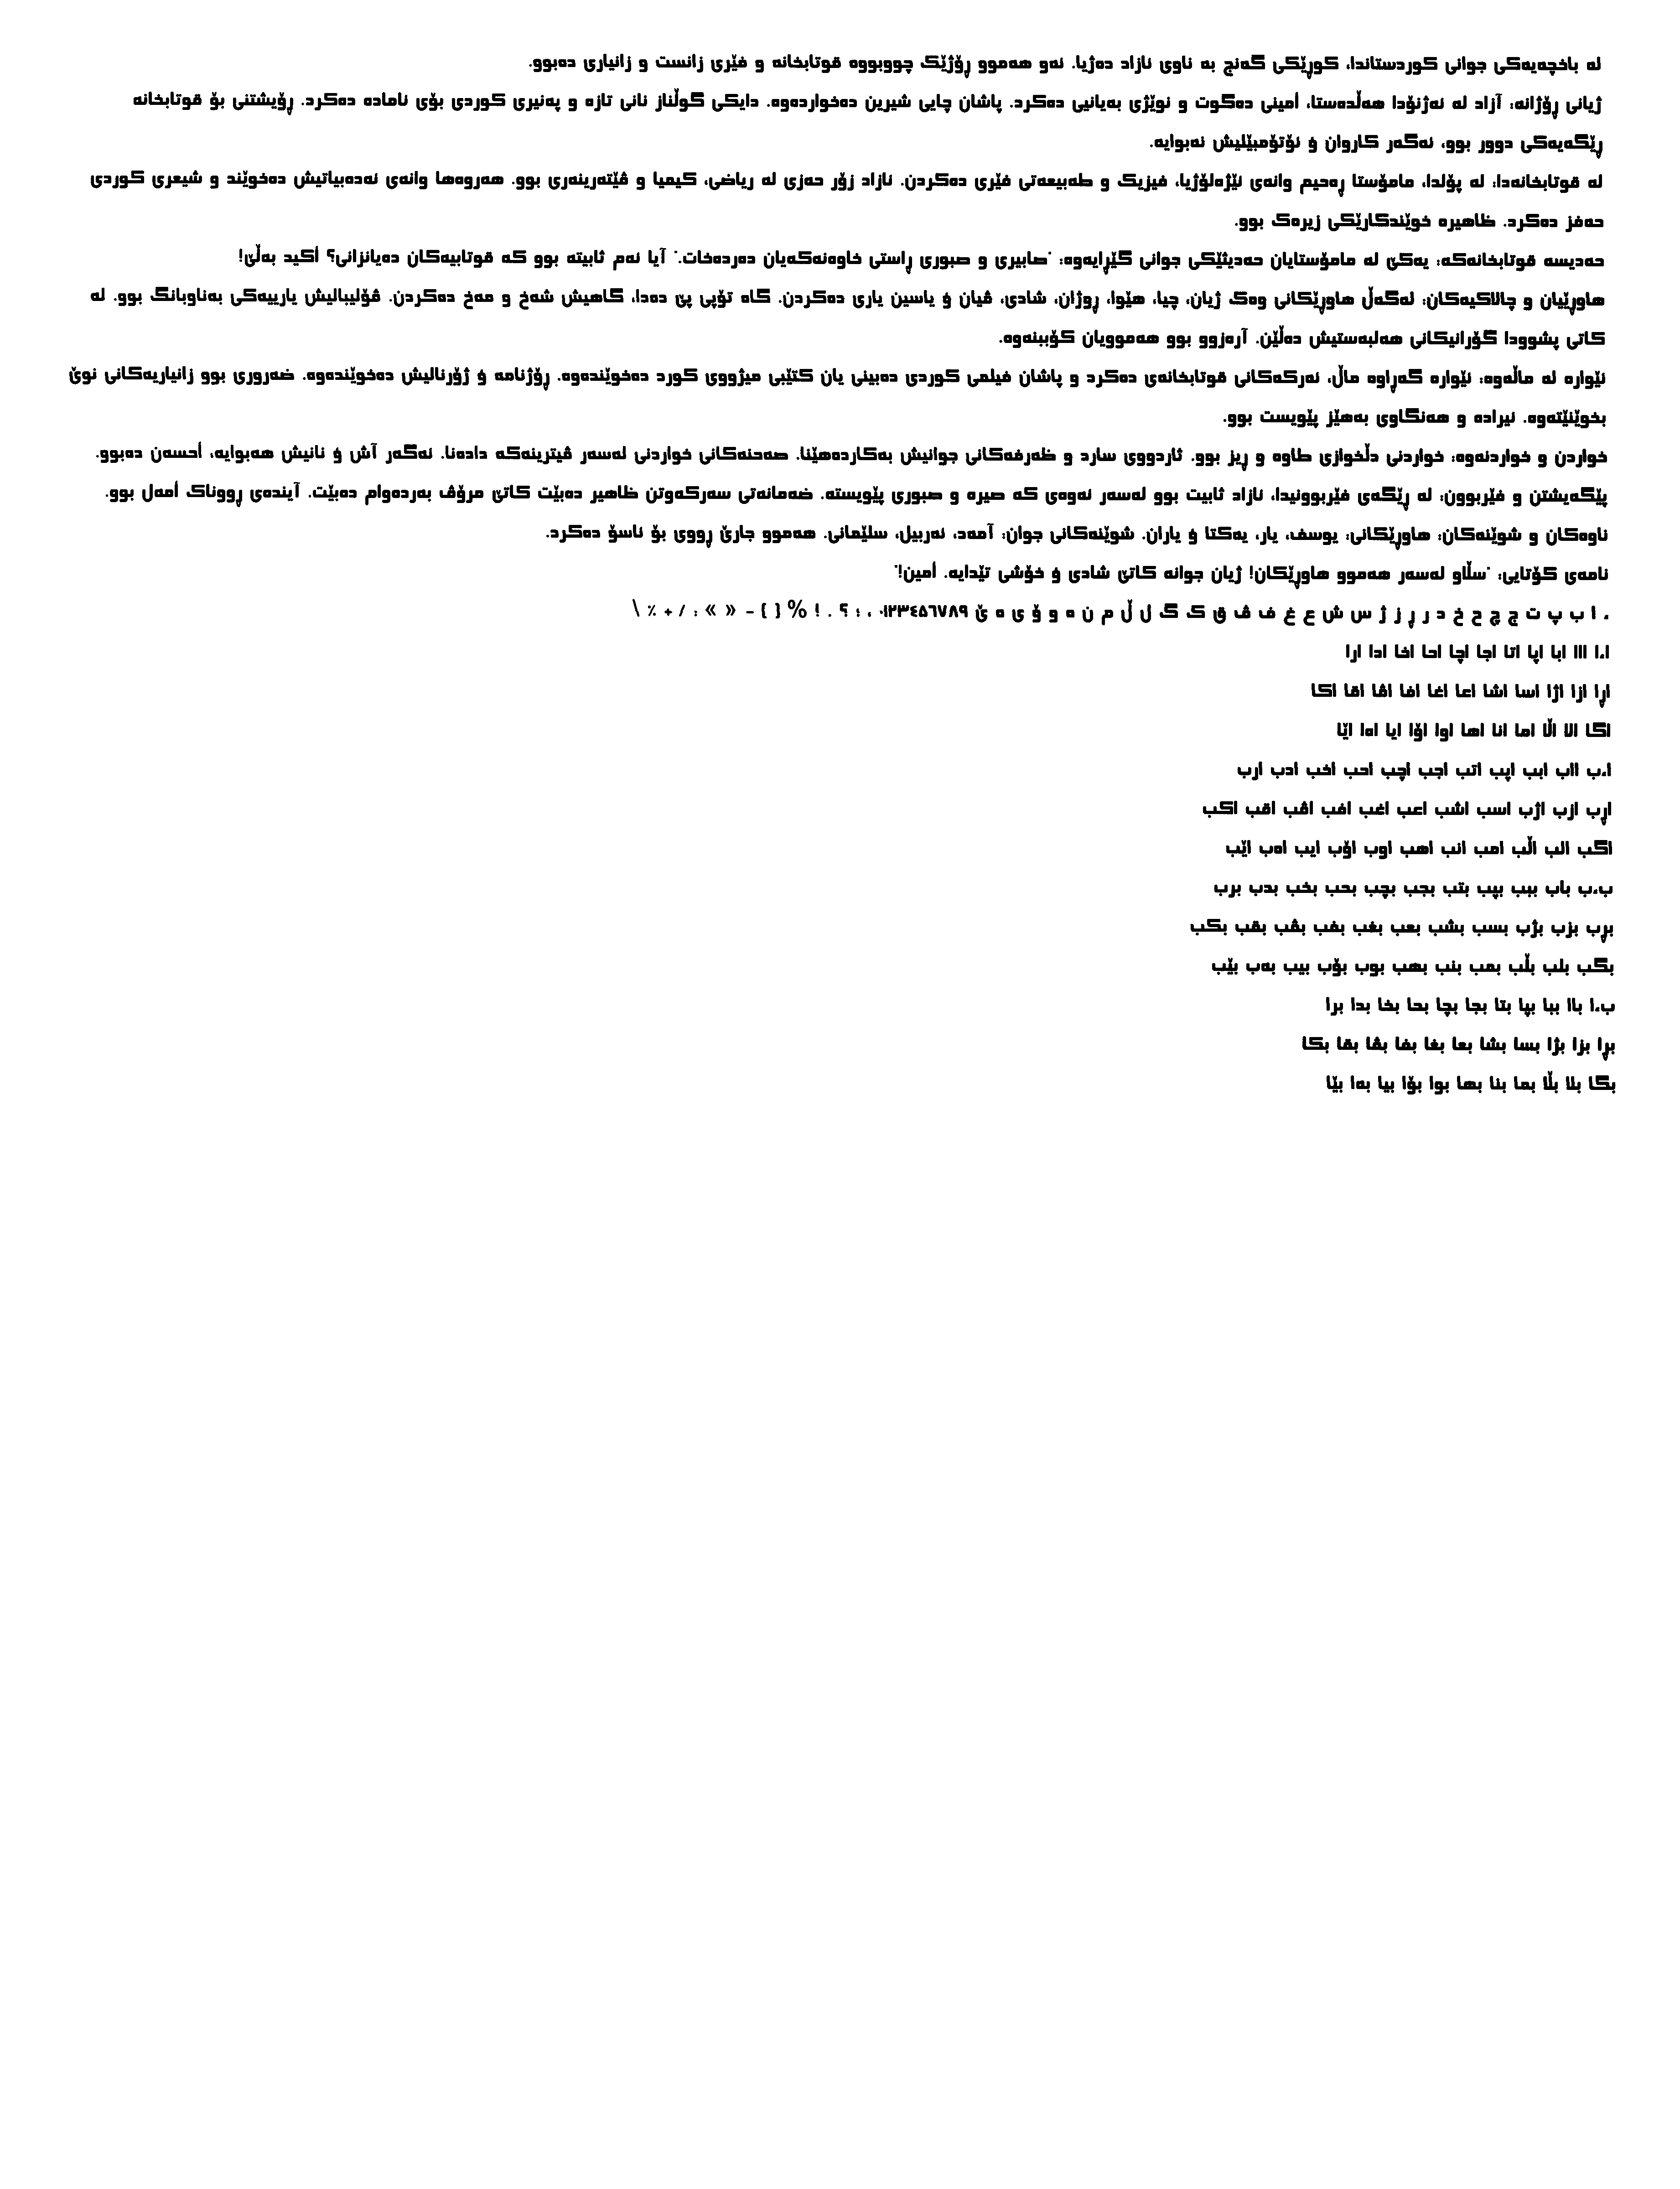 لە باخچەیەکی جوانی کوردستاندا، کوڕێکی گەنج بە ناوی ئازاد دەژیا. ئەو هەموو ڕۆژێک چووبووە قوتابخانە و فێری زانست و زانیاری دەبوو.
ژیانی ڕۆژانە: آزاد لە ئەژنۆدا هەڵدەستا، أمینی دەگوت و نوێژی بەیانیی دەکرد. پاشان چایی شیرین دەخواردەوە. دایکی گوڵناز نانی تازە و پەنیری کوردی بۆی ئامادە دەکرد. ڕۆیشتنی بۆ قوتابخانە
ڕێگەیەکی دوور بوو، ئەگەر کاروان ؤ ئۆتۆمبێلیش نەبوایە.
لە قوتابخانەدا: لە پۆلدا، مامۆستا ڕەحیم وانەی ئێژەلۆژیا، فیزیک و طەبیعەتی فێری دەکردن. ئازاد زۆر حەزی لە ریاضی، کیمیا و ڤێتەرینەری بوو. هەروەها وانەی ئەدەبیاتیش دەخوێند و شیعری کوردی
حەفز دەکرد. ظاهیرە خوێندکارێکی زیرەک بوو.
حەدیسە قوتابخانەکە: یەکێ لە مامۆستایان حەدیثێکی جوانی گێڕایەوە: "صابیری و صبوری ڕاستی خاوەنەکەیان دەردەخات." آیا ئەم ثابیتە بوو کە قوتابیەکان دەیانزانی؟ أکید بەڵێ!
هاوڕێیان و چالاکیەکان: لەگەڵ هاوڕێکانی وەک ژیان، چیا، هێوا، ڕوژان، شادی، ڤیان ؤ یاسین یاری دەکردن. گاە تۆپی پێ دەدا، گاهیش شەخ و مەخ دەکردن. ڤۆلیبالیش یارییەکی بەناوبانگ بوو. لە
کاتی پشوودا گۆرانیکانی هەلبەستیش دەڵێن. آرەزوو بوو هەموویان کۆببنەوە.
ئێوارە لە ماڵەوە: ئێوارە گەڕاوە ماڵ، ئەرکەکانی قوتابخانەی دەکرد و پاشان فیلمی کوردی دەبینی یان کتێبی میژووی کورد دەخوێندەوە. ڕۆژنامە ؤ ژۆرنالیش دەخوێندەوە. ضەروری بوو زانیاریەکانی نوێ
بخوێنێتەوە. ئیرادە و هەنگاوی بەهێز پێویست بوو.
خواردن و خواردنەوە: خواردنی دڵخوازی طاوە و ڕیز بوو. ثاردووی سارد و ظەرفەکانی جوانیش بەکاردەهێنا. صەحنەکانی خواردنی لەسەر ڤیترینەکە دادەنا. ئەگەر آش ؤ نانیش هەبوایە، أحسەن دەبوو.
پێگەیشتن و فێربوون: لە ڕێگەی فێربوونیدا، ئازاد ثابیت بوو لەسەر ئەوەی کە صیرە و صبوری پێویستە. ضەمانەتی سەرکەوتن ظاهیر دەبێت کاتێ مرۆڤ بەردەوام دەبێت. آیندەی ڕووناک أمەل بوو.
ناوەکان و شوێنەکان: هاوڕێکانی: یوسف، یار، یەکتا ؤ یاران. شوێنەکانی جوان: آمەد، ئەربیل، سلێمانی. هەموو جارێ ڕووی بۆ ئاسۆ دەکرد.
نامەی کۆتایی: "سڵاو لەسەر هەموو هاوڕێکان! ژیان جوانە کاتێ شادی ؤ خۆشی تێدایە. أمین!"
ء ا ب پ ت ج چ ح خ د ر ڕ ز ژ س ش ع غ ف ڤ ق ک گ ل ڵ م ن ە و ۆ ی ە ێ ٠١٢٣٤٥٦٧٨٩ ، ؛ ؟ . ! % [ ] - « » : / + ٪ \
اءا ااا ابا اپا اتا اجا اچا احا اخا ادا ارا
اڕا ازا اژا اسا اشا اعا اغا افا اڤا اقا اکا
اگا الا اڵا اما انا اها اوا اۆا ایا اەا اێا
اءب ااب ابب اپب اتب اجب اچب احب اخب ادب ارب
اڕب ازب اژب اسب اشب اعب اغب افب اڤب اقب اکب
اگب الب اڵب امب انب اهب اوب اۆب ایب اەب اێب
بءب باب ببب بپب بتب بجب بچب بحب بخب بدب برب
بڕب بزب بژب بسب بشب بعب بغب بفب بڤب بقب بکب
بگب بلب بڵب بمب بنب بهب بوب بۆب بیب بەب بێب
بءا باا ببا بپا بتا بجا بچا بحا بخا بدا برا
بڕا بزا بژا بسا بشا بعا بغا بفا بڤا بقا بکا
بگا بلا بڵا بما بنا بها بوا بۆا بیا بەا بێا